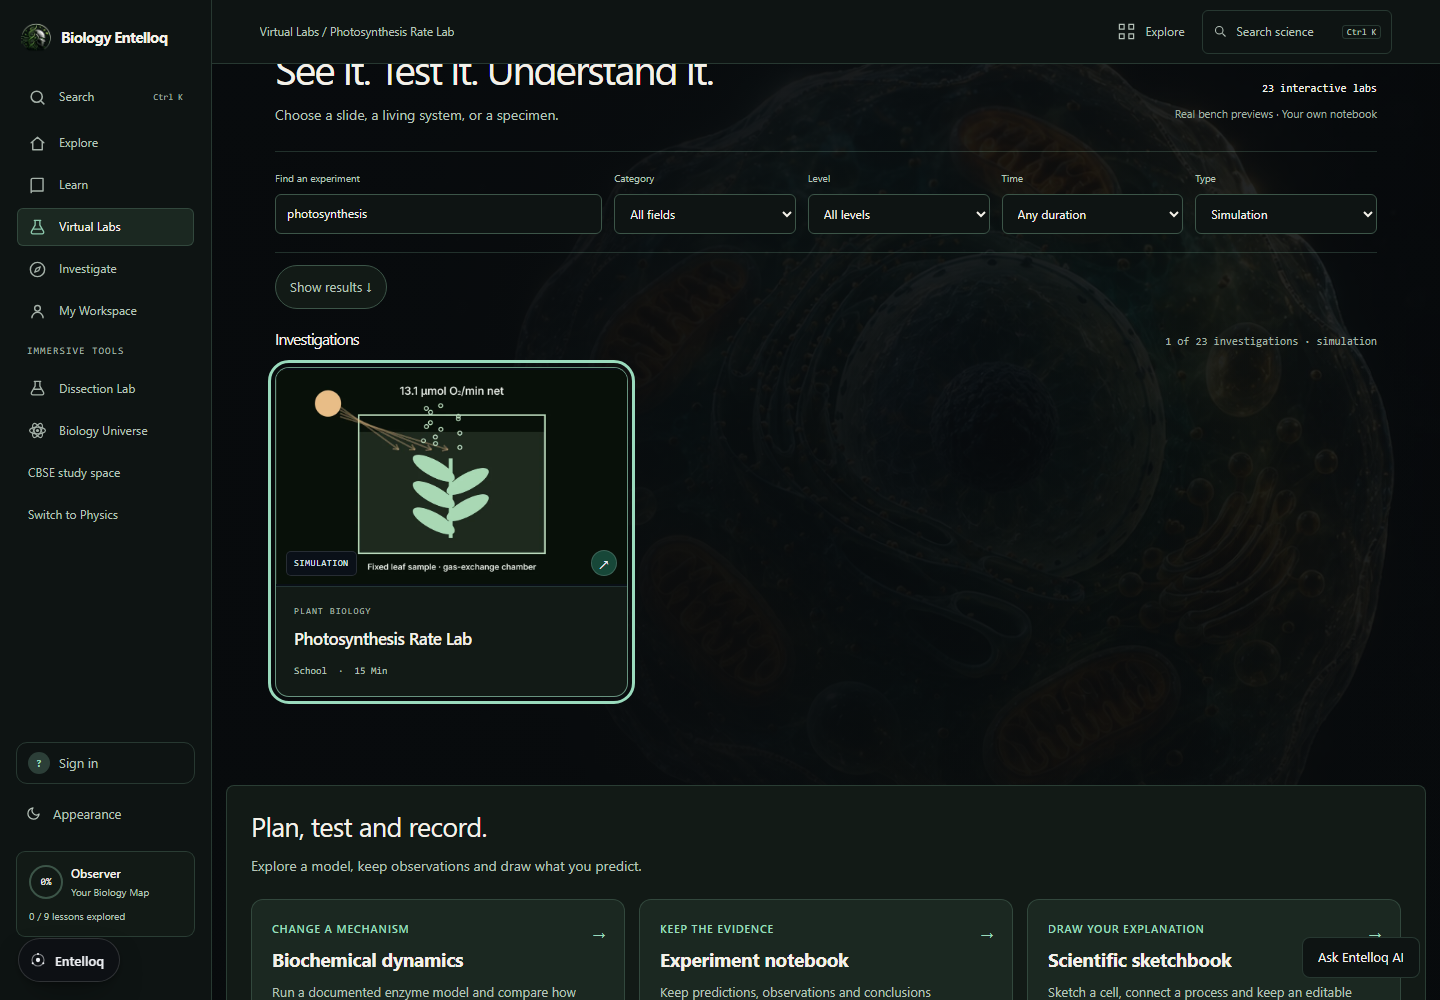 Biology Entelloq
Virtual Labs / Photosynthesis Rate Lab
Explore
Search science
Ctrl K
Search
Ctrl K
Explore
Learn
Virtual Labs
Investigate
My Workspace
IMMERSIVE TOOLS
Dissection Lab
Biology Universe
CBSE study space
Switch to Physics
Sign in
Appearance
0%
Observer
Your Biology Map
0 / 9 lessons explored
Entelloq
See it. Test it. Understand it.
Choose a slide, a living system, or a specimen.
23 interactive labs
Real bench previews · Your own notebook
Find an experiment
Category
Level
Time
Type
photosynthesis
All fields
All levels
Any duration
Simulation
Show results ↓
Investigations
1 of 23 investigations · simulation
13.1 µmol O₂/min net
SIMULATION
Fixed leaf sample · gas-exchange chamber
↗
PLANT BIOLOGY
Photosynthesis Rate Lab
School · 15 Min
Plan, test and record.
Explore a model, keep observations and draw what you predict.
CHANGE A MECHANISM →
Biochemical dynamics
Run a documented enzyme model and compare how
KEEP THE EVIDENCE →
Experiment notebook
Keep predictions, observations and conclusions
DRAW YOUR EXPLANATION →
Scientific sketchbook
Sketch a cell, connect a process and keep an editable
Ask Entelloq AI